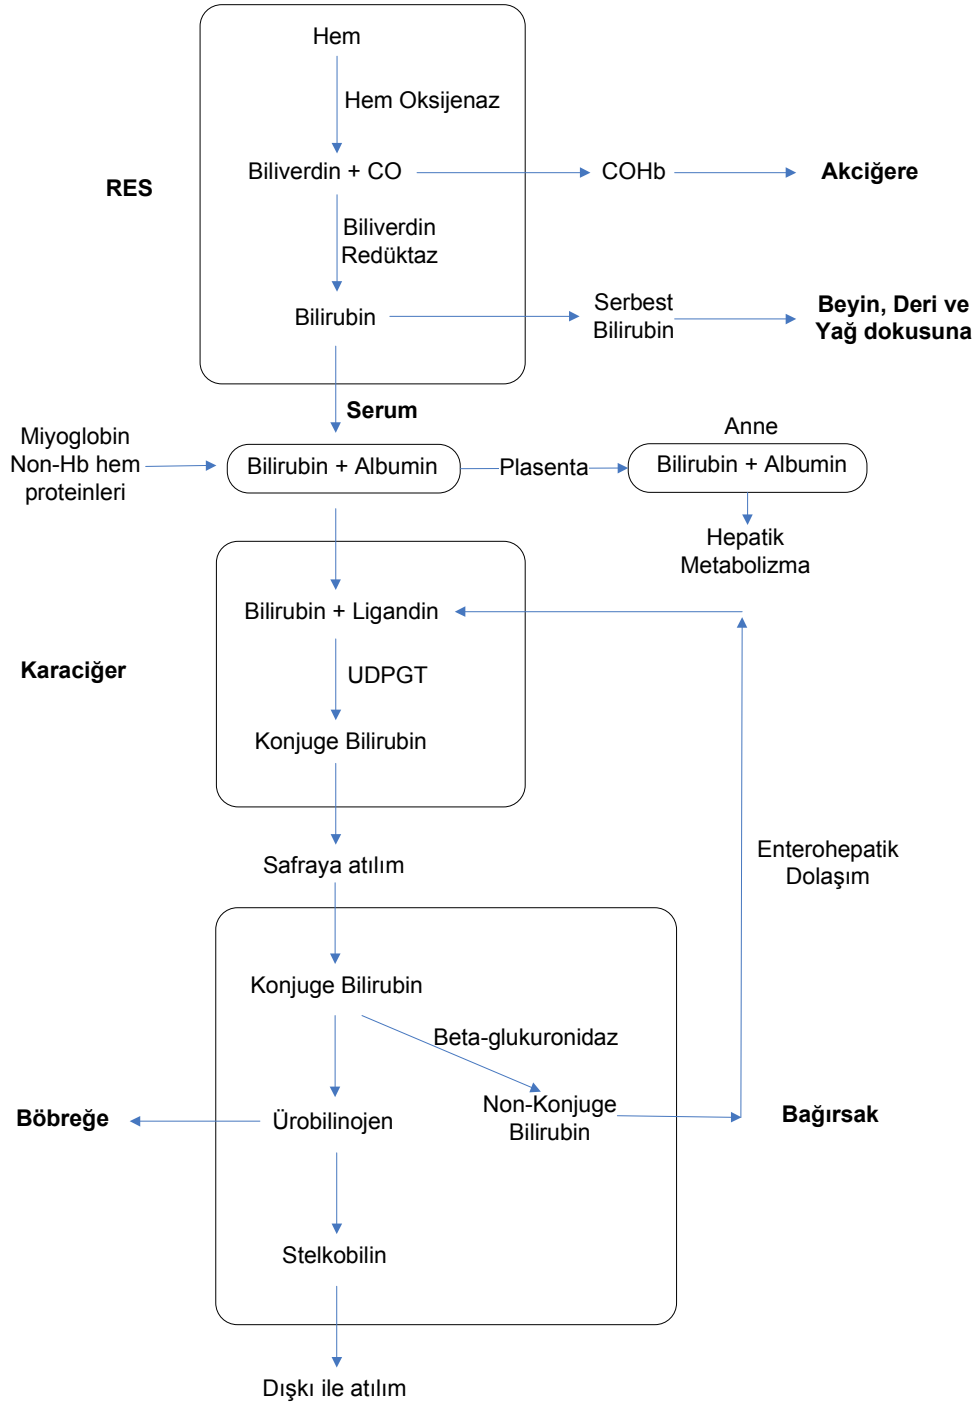 Hem
Hem Oksijenaz
RES
Biliverdin + CO
COHb
Akciğere
Biliverdin
Redüktaz
Bilirubin
Serbest
Bilirubin
Beyin, Deri ve
Yağ dokusuna
Serum
Miyoglobin
Non-Hb hem
proteinleri
Bilirubin + Albumin
Plasenta
Anne
Bilirubin + Albumin
Hepatik
Metabolizma
Bilirubin + Ligandin
Karaciğer
UDPGT
Konjuge Bilirubin
Safraya atılım
Enterohepatik
Dolaşım
Konjuge Bilirubin
Beta-glukuronidaz
Böbreğe
Ürobilinojen
Non-Konjuge
Bilirubin
Bağırsak
Stelkobilin
Dışkı ile atılım